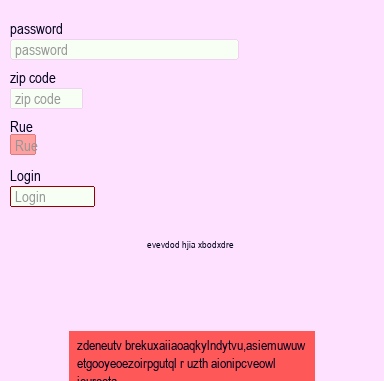 password
password
zip code
zip code
Rue
Rue
Login
Login
evevdod hjia xbodxdre
zdeneutv brekuxaiiaoaqkylndytvu,asiemuwuw
etgooyeoezoirpgutql r uzth aionipcveowl